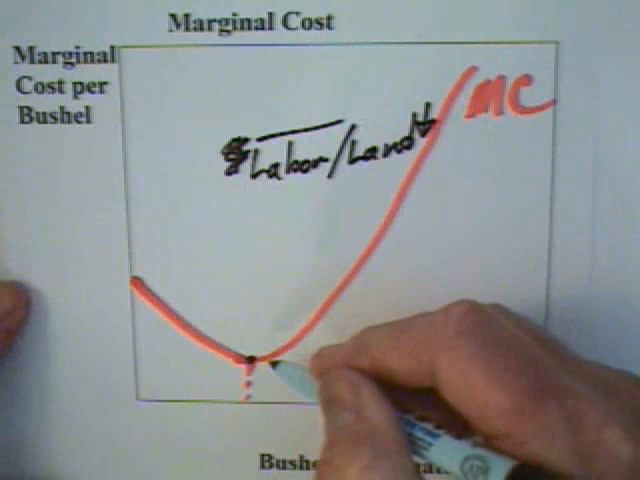 Marginal Cost
Marginal
Cost per
Bushel
MC
Labor/Land